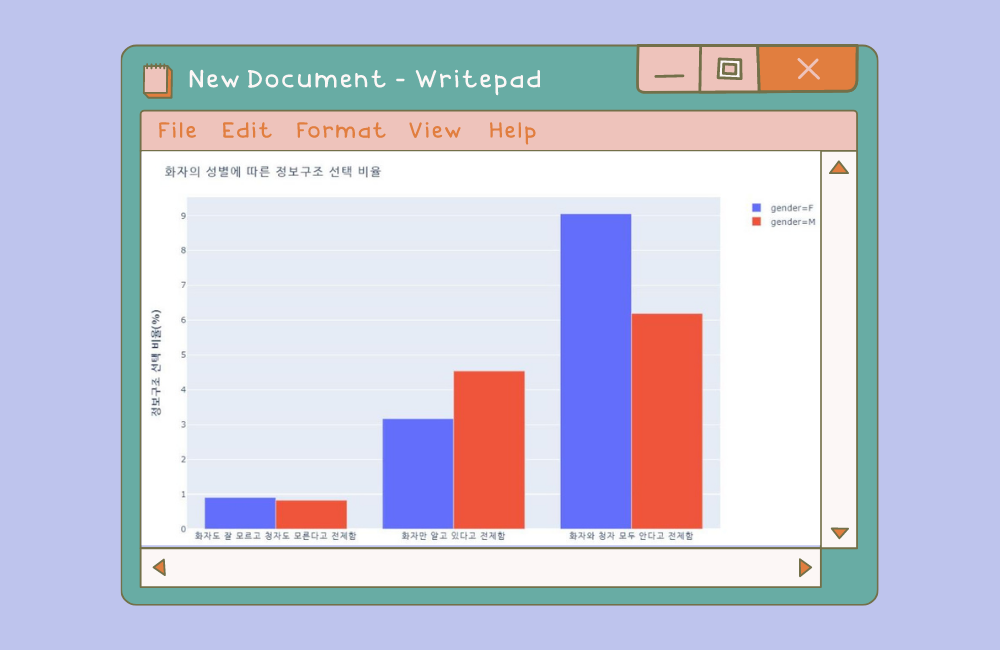 New Document - Writepad
File Edit Format View Help
화자의 성별에 따른 정보구조 선택 비율
gender=F
gender=M
정보구조 선택 비율(%)
9
8
7
6
5
4
3
2
1
0
화자도 잘 모르고 청자도 모른다고 전제함
화자만 알고 있다고 전제함
화자와 청자 모두 안다고 전제함